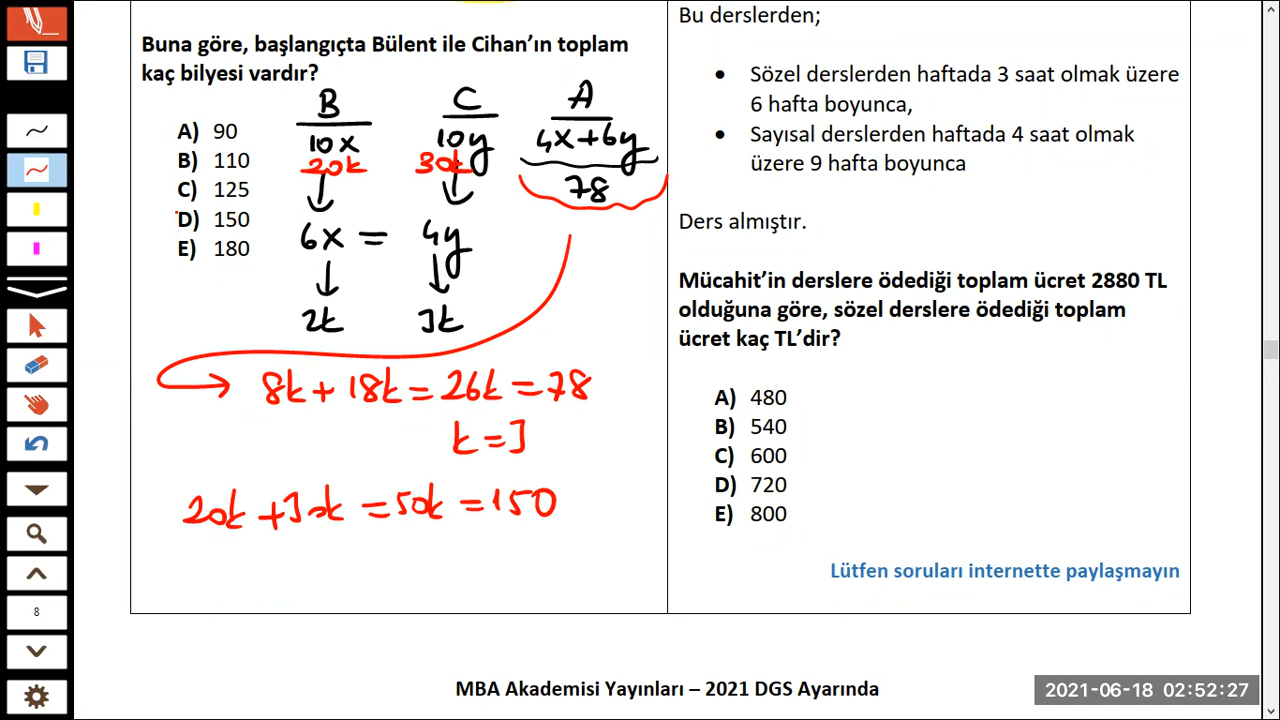 Buna göre, başlangıçta Bülent ile Cihan'ın toplam
kaç bilyesi vardır?
A) 90
B) 110
C) 125
D) 150
E) 180
B C A
10x 10y 4x+6y
20k 30k 78
6x = 4y
2k 3k
8k + 18k = 26k = 78
k = 3
20k + 30k = 50k = 150
Bu derslerden;
• Sözel derslerden haftada 3 saat olmak üzere
6 hafta boyunca,
• Sayısal derslerden haftada 4 saat olmak
üzere 9 hafta boyunca
Ders almıştır.
Mücahit'in derslere ödediği toplam ücret 2880 TL
olduğuna göre, sözel derslere ödediği toplam
ücret kaç TL'dir?
A) 480
B) 540
C) 600
D) 720
E) 800
Lütfen soruları internette paylaşmayın
8
MBA Akademisi Yayınları – 2021 DGS Ayarında
2021-06-18 02:52:27